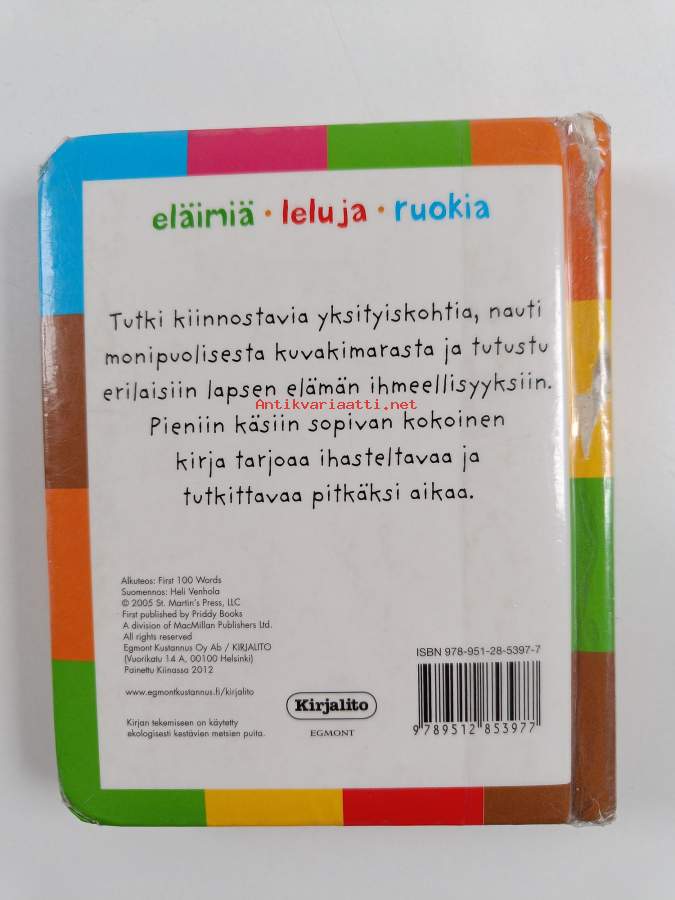 eläimiä • leluja • ruokia
Tutki kiinnostavia yksityiskohtia, nauti
monipuolisesta kuvakimarasta ja tutustu
erilaisiin lapsen elämän ihmeellisyyksiin.
Antikvariaatti.net
Pieniin käsiin sopivan kokoinen
kirja tarjoaa ihasteltavaa ja
tutkittavaa pitkäksi aikaa.
Alkuteos: First 100 Words
Suomennos: Heli Venhola
© 2005 St. Martin's Press, LLC
First published by Priddy Books
A division of MacMillan Publishers Ltd.
All rights reserved
Egmont Kustannus Oy Ab / KIRJALITO
(Vuorikatu 14 A, 00100 Helsinki)
Painettu Kiinassa 2012
www.egmontkustannus.fi/kirjalito
Kirjan tekemiseen on käytetty
ekologisesti kestävien metsien puita.
Kirjalito
EGMONT
ISBN 978-951-28-5397-7
9 789512 853977